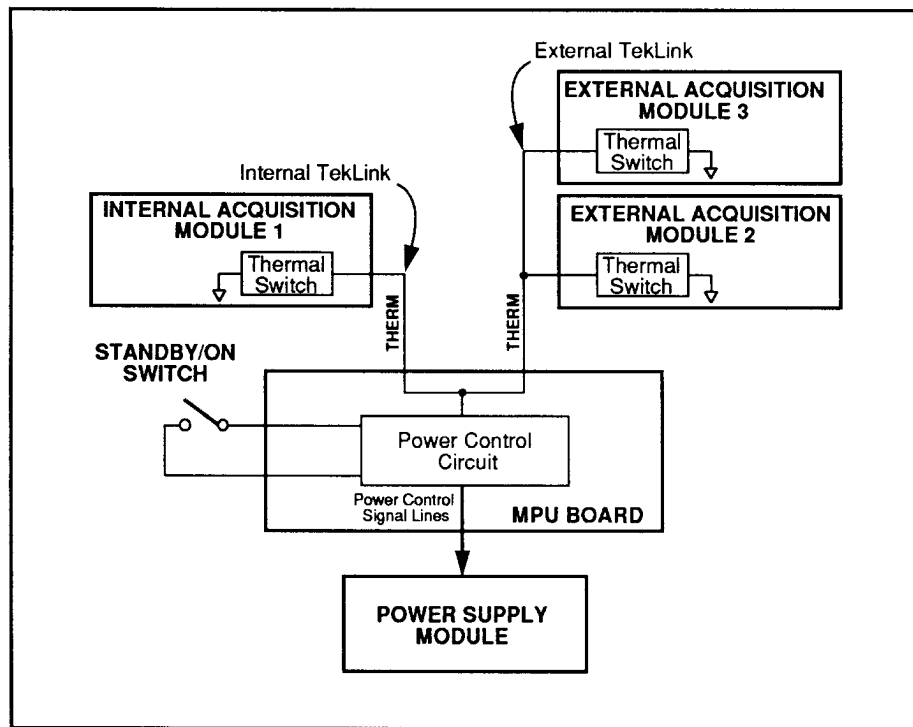 External TekLink
EXTERNAL ACQUISITION
MODULE 3
Thermal
Switch
Internal TekLink
INTERNAL ACQUISITION
MODULE 1
Thermal
Switch
EXTERNAL ACQUISITION
MODULE 2
Thermal
Switch
THERM
THERM
STANDBY/ON
SWITCH
Power Control
Circuit
Power Control
Signal Lines
MPU BOARD
POWER SUPPLY
MODULE